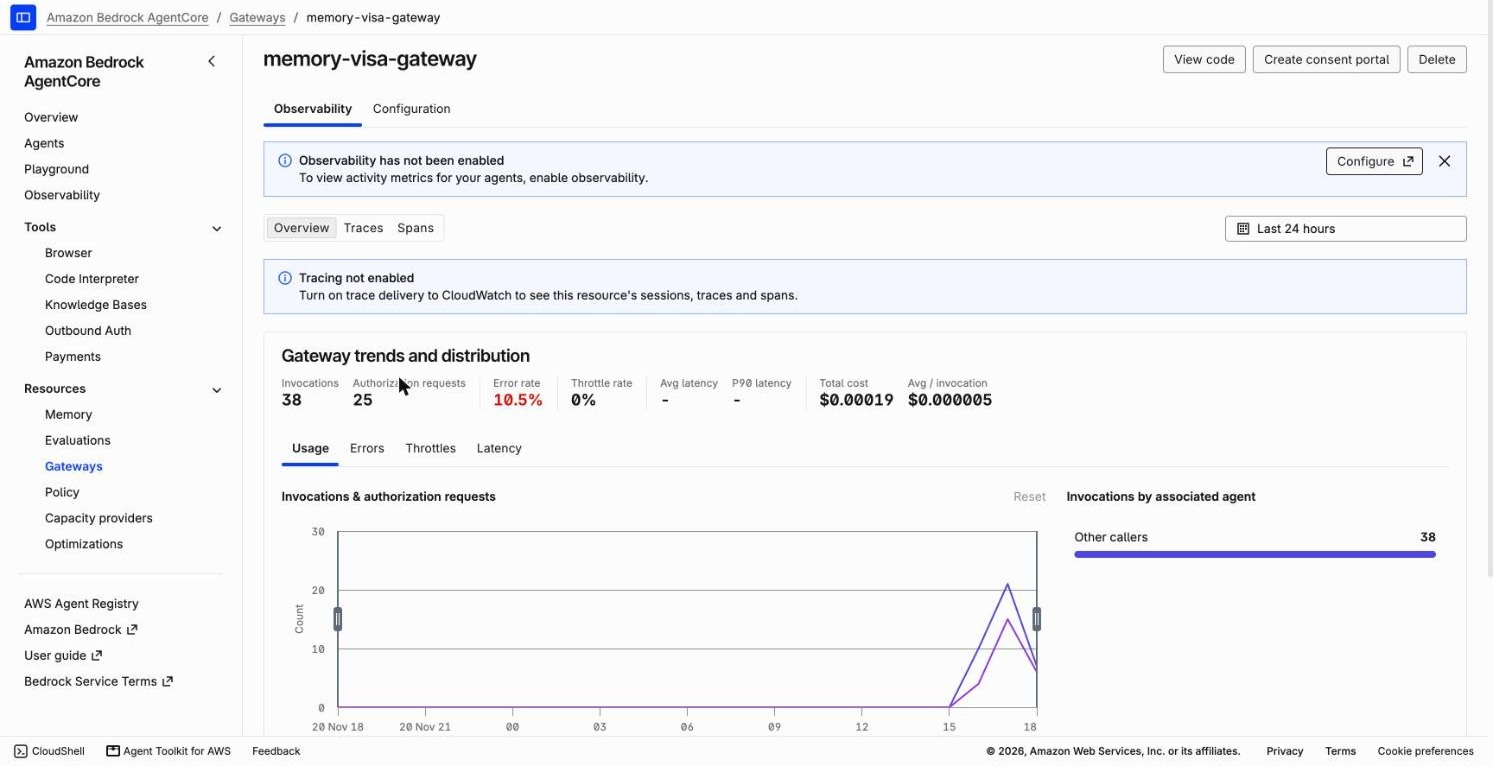 Amazon Bedrock AgentCore / Gateways / memory-visa-gateway
Amazon Bedrock
AgentCore
Overview
Agents
Playground
Observability
Tools
Browser
Code Interpreter
Knowledge Bases
Outbound Auth
Payments
Resources
Memory
Evaluations
Gateways
Policy
Capacity providers
Optimizations
AWS Agent Registry
Amazon Bedrock
User guide
Bedrock Service Terms
memory-visa-gateway
View code Create consent portal Delete
Observability Configuration
Observability has not been enabled
To view activity metrics for your agents, enable observability.
Configure
Overview Traces Spans
Last 24 hours
Tracing not enabled
Turn on trace delivery to CloudWatch to see this resource's sessions, traces and spans.
Gateway trends and distribution
Invocations Authorization requests Error rate Throttle rate Avg latency P90 latency Total cost Avg / invocation
38 25 10.5% 0% - - $0.00019 $0.000005
Usage Errors Throttles Latency
Invocations & authorization requests Reset
30
20
10
0
Count
20 Nov 18 20 Nov 21 00 03 06 09 12 15 18
Invocations by associated agent
Other callers 38
CloudShell Agent Toolkit for AWS Feedback © 2026, Amazon Web Services, Inc. or its affiliates. Privacy Terms Cookie preferences